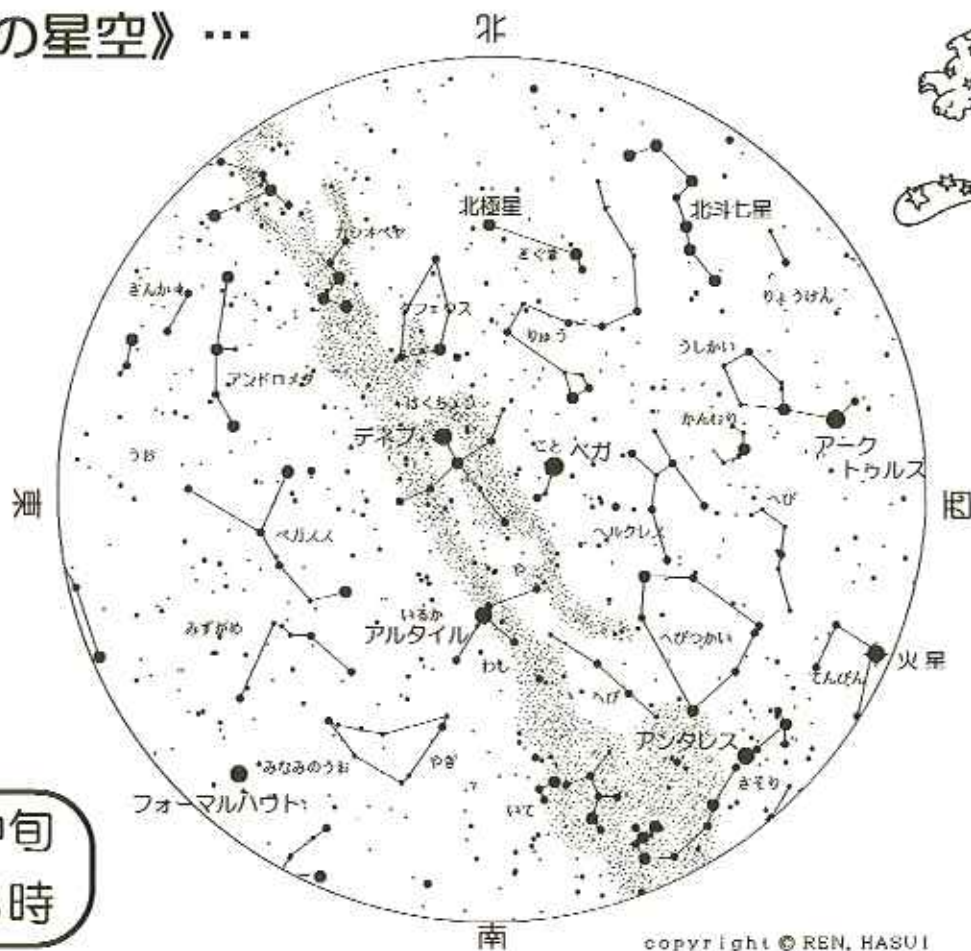 の星空》…
北
北極星
北斗七星
カシオペヤ
こぐま
りょうけん
ケフェウス
りゅう
うしかい
アンドロメダ
はくちょう
かんむり
デネブ
こと ベガ
アーク
トゥルス
うお
へび
東
西
ペガスス
ヘルクレス
や
いるか
みずがめ
アルタイル
へびつかい
わし
火星
てんびん
へび
アンタレス
みなみのうお
やぎ
さそり
フォーマルハウト
いて
旬
時
南
copyright © REN. HASUI